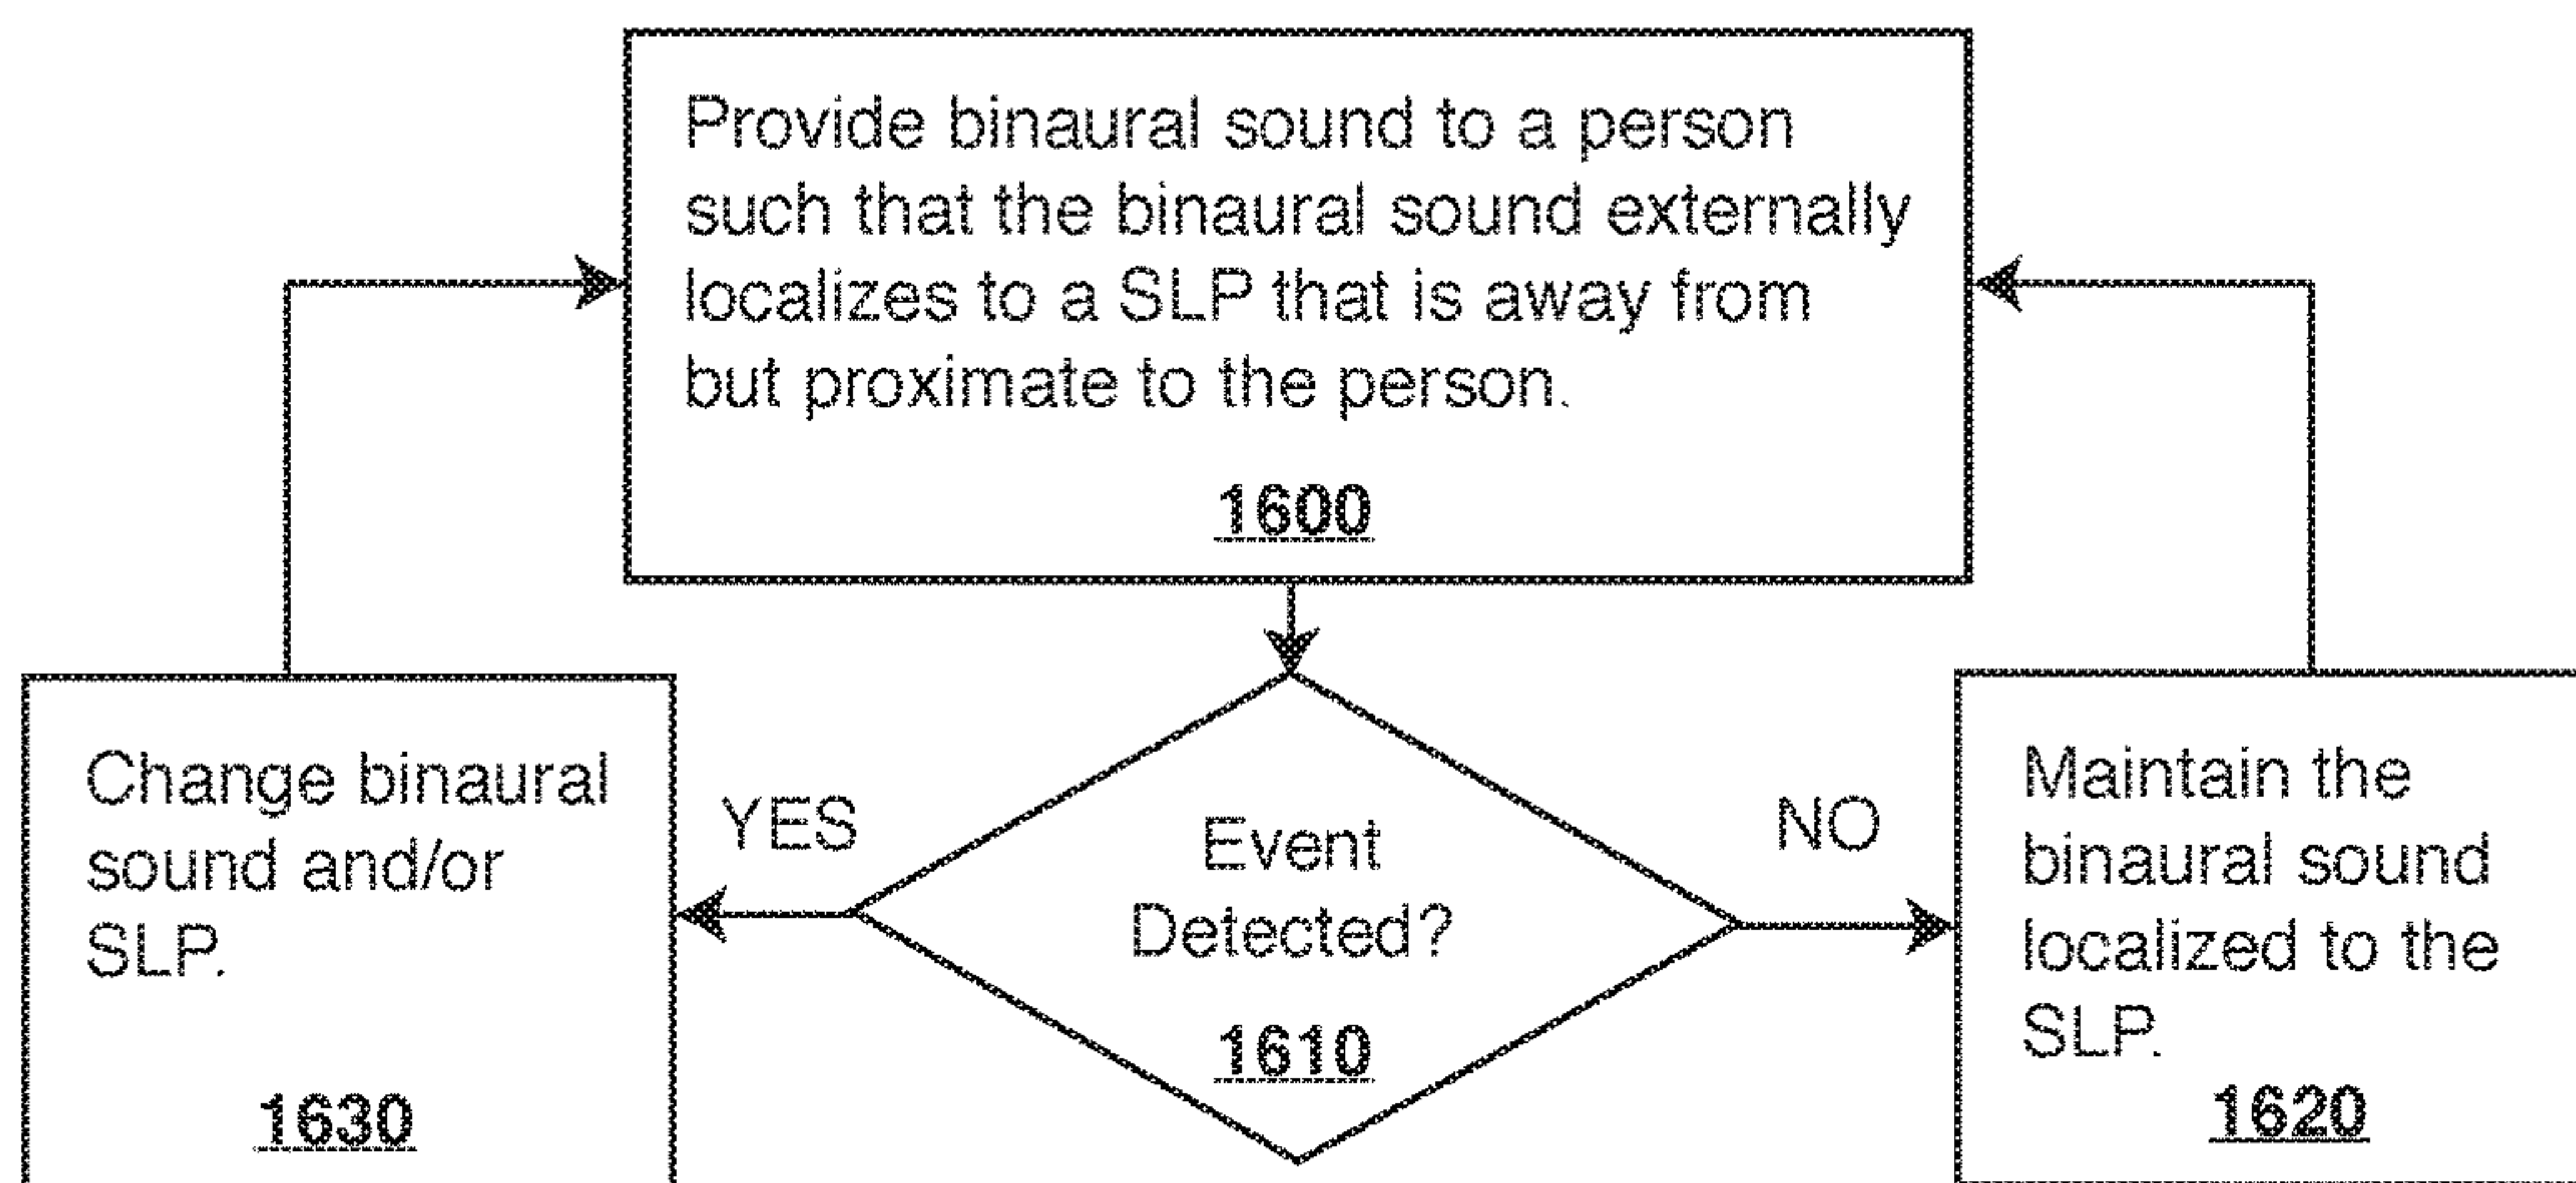 Provide binaural sound to a person
such that the binaural sound externally
localizes to a SLP that is away from
but proximate to the person.
1600
Change binaural
sound and/or
SLP.
1630
YES
Event
Detected?
1610
NO
Maintain the
binaural sound
localized to the
SLP.
1620